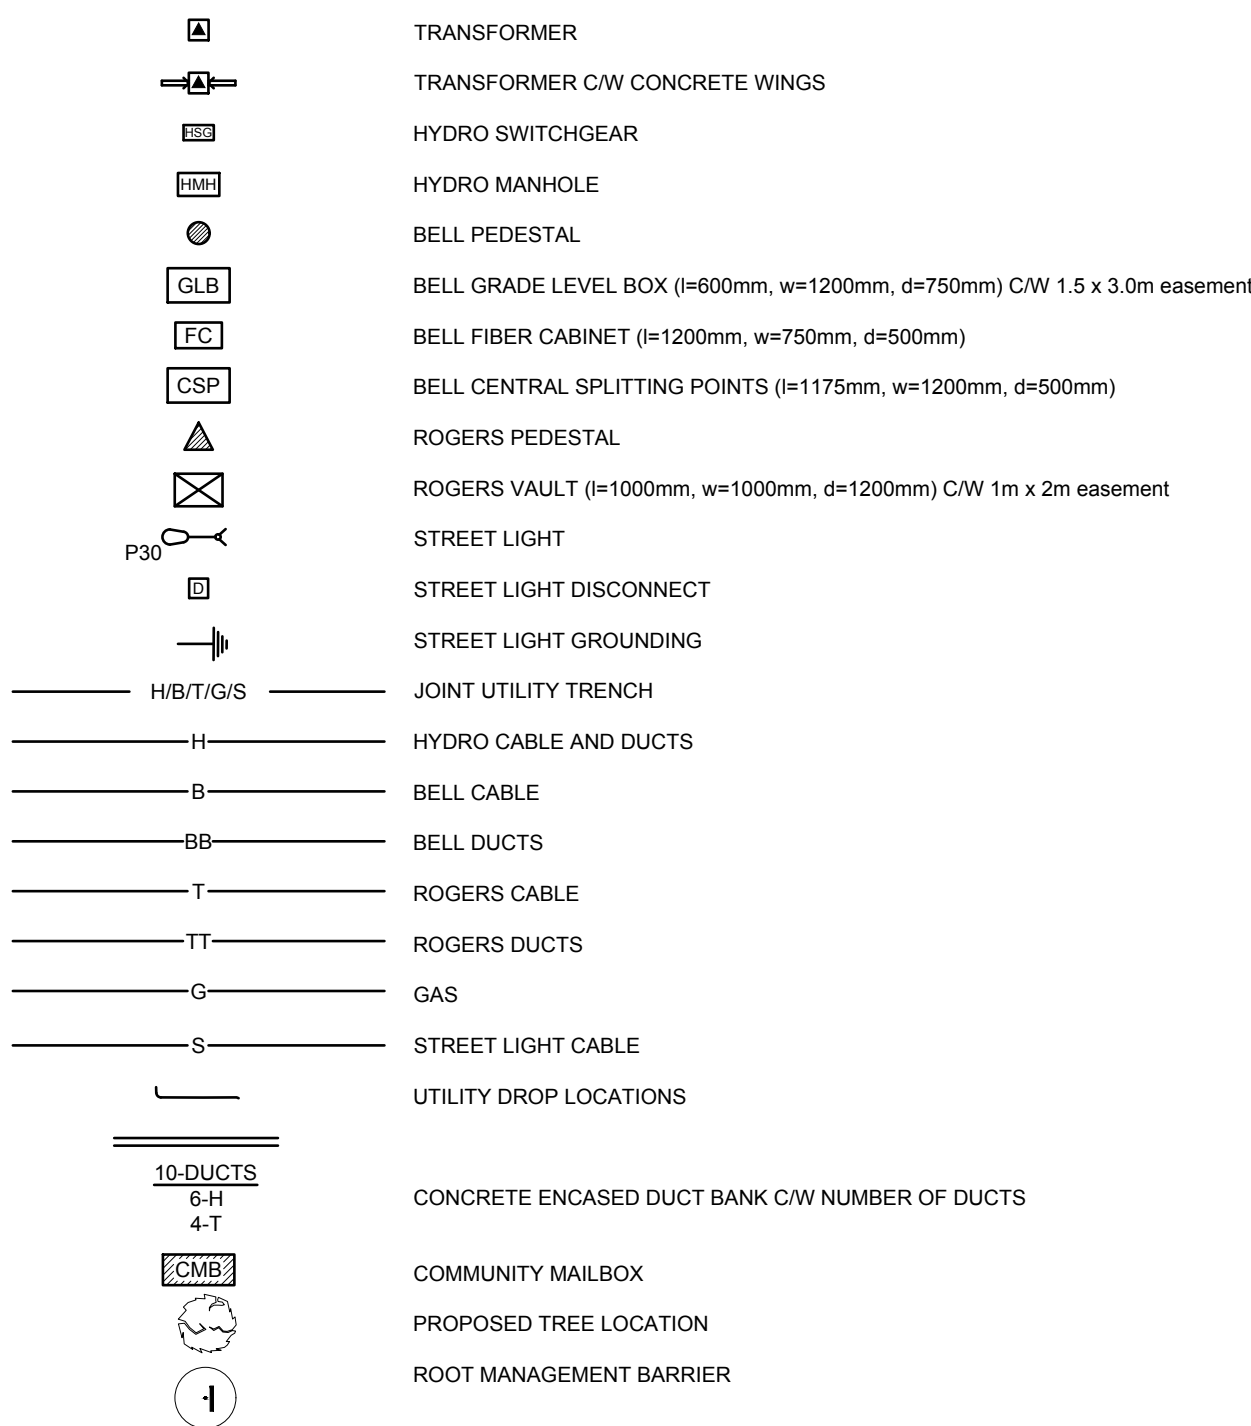 TRANSFORMER
TRANSFORMER C/W CONCRETE WINGS
HSG HYDRO SWITCHGEAR
HMH HYDRO MANHOLE
BELL PEDESTAL
GLB BELL GRADE LEVEL BOX (l=600mm, w=1200mm, d=750mm) C/W 1.5 x 3.0m easement
FC BELL FIBER CABINET (l=1200mm, w=750mm, d=500mm)
CSP BELL CENTRAL SPLITTING POINTS (l=1175mm, w=1200mm, d=500mm)
ROGERS PEDESTAL
ROGERS VAULT (l=1000mm, w=1000mm, d=1200mm) C/W 1m x 2m easement
P30 STREET LIGHT
D STREET LIGHT DISCONNECT
STREET LIGHT GROUNDING
H/B/T/G/S JOINT UTILITY TRENCH
H HYDRO CABLE AND DUCTS
B BELL CABLE
BB BELL DUCTS
T ROGERS CABLE
TT ROGERS DUCTS
G GAS
S STREET LIGHT CABLE
UTILITY DROP LOCATIONS
10-DUCTS
6-H CONCRETE ENCASED DUCT BANK C/W NUMBER OF DUCTS
4-T
CMB COMMUNITY MAILBOX
PROPOSED TREE LOCATION
ROOT MANAGEMENT BARRIER